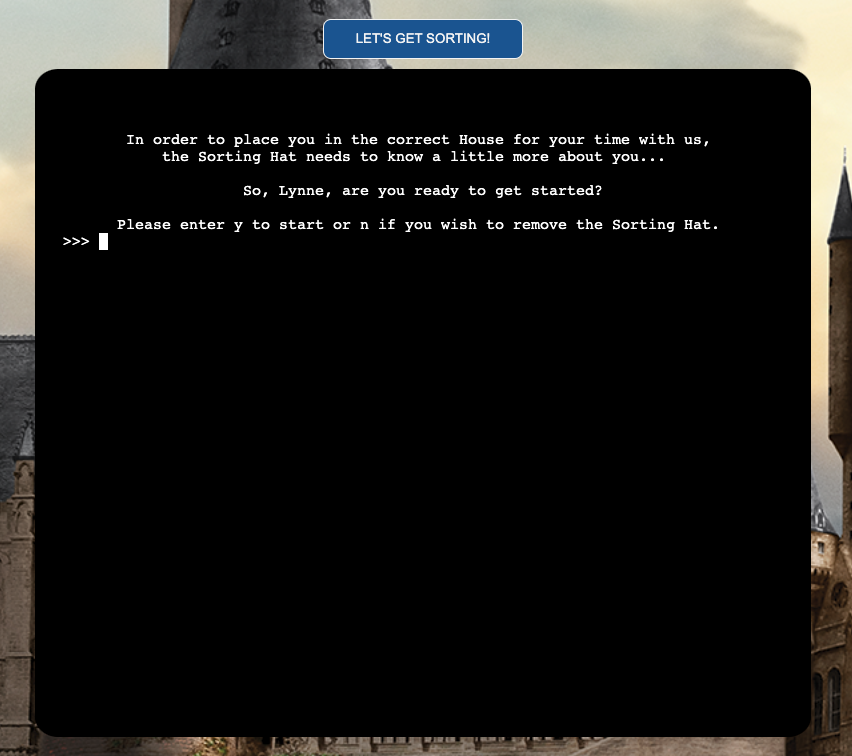 LET'S GET SORTING!
In order to place you in the correct House for your time with us,
the Sorting Hat needs to know a little more about you...
So, Lynne, are you ready to get started?
Please enter y to start or n if you wish to remove the Sorting Hat.
>>>